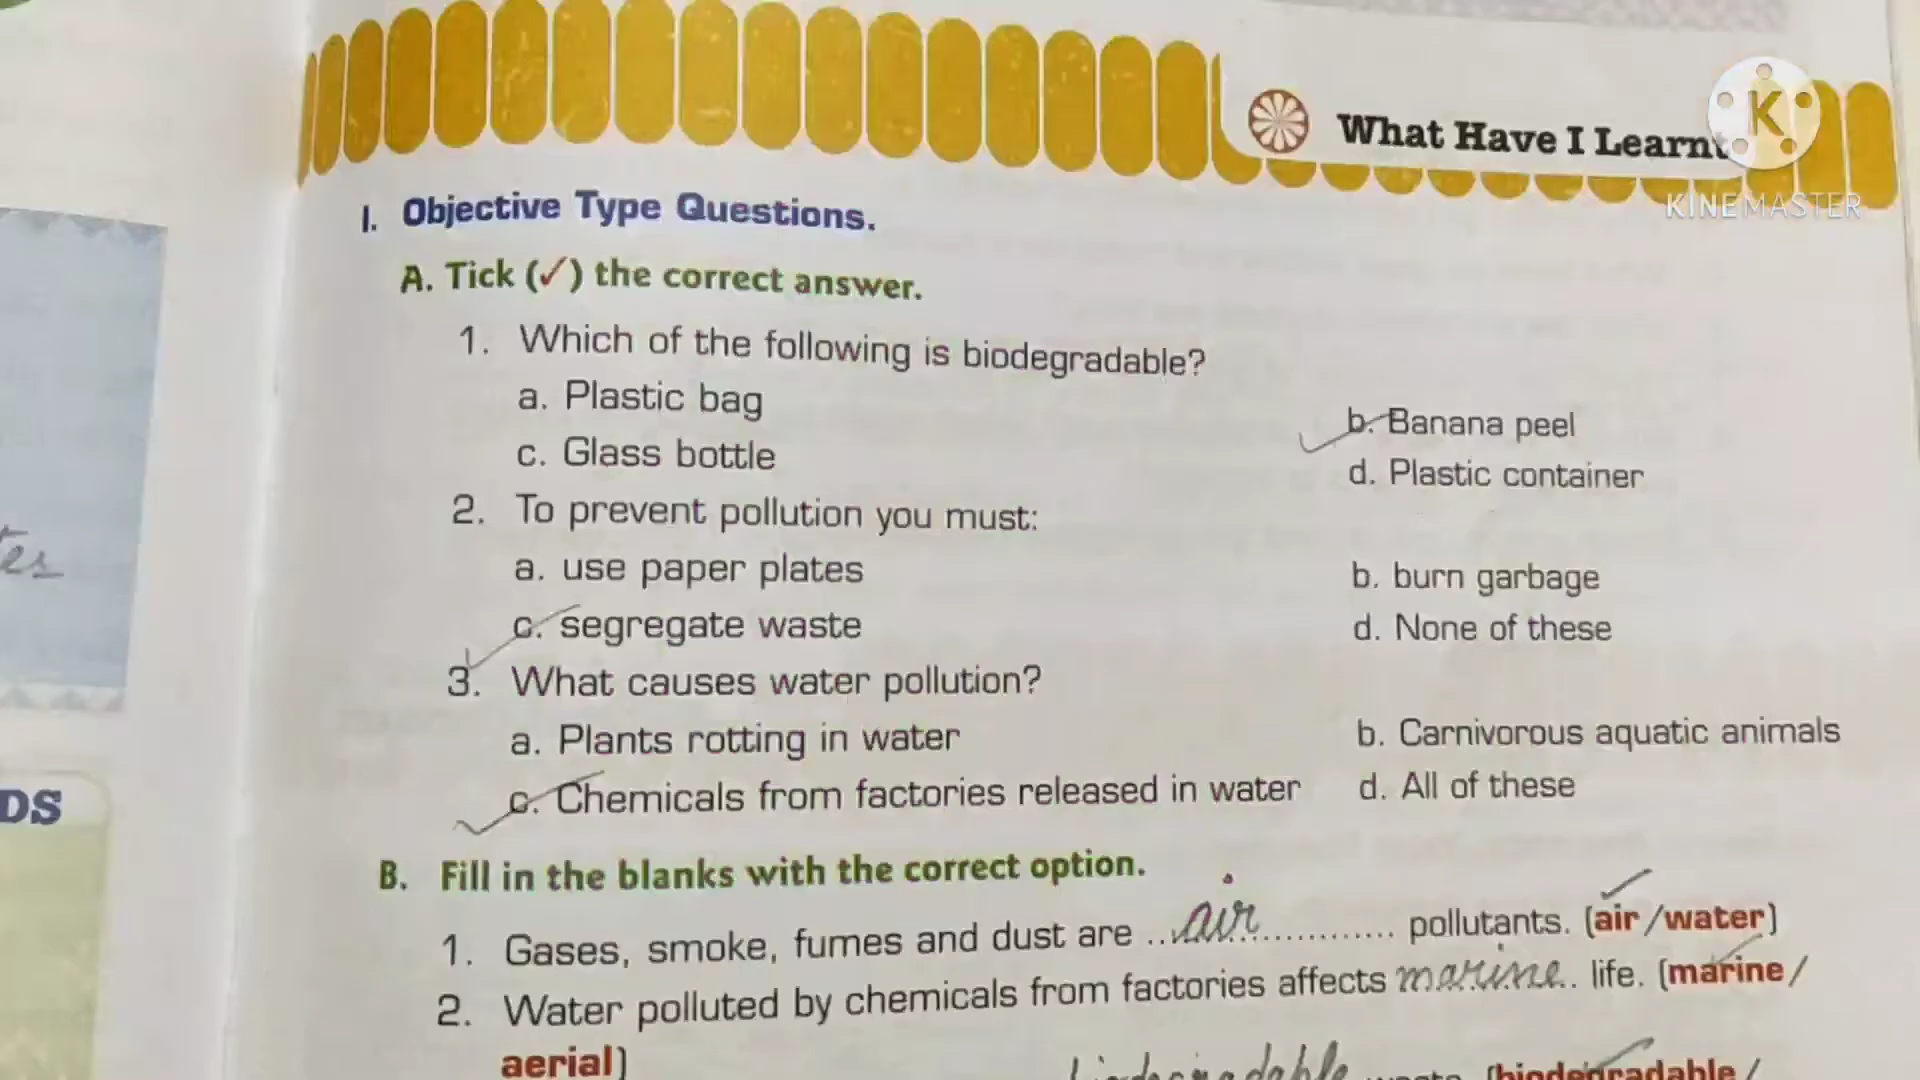 What Have I Learnt
KINEMASTER
I. Objective Type Questions.
A. Tick (✓) the correct answer.
1. Which of the following is biodegradable?
a. Plastic bag
b. Banana peel
c. Glass bottle
d. Plastic container
2. To prevent pollution you must:
a. use paper plates
b. burn garbage
c. segregate waste
d. None of these
3. What causes water pollution?
a. Plants rotting in water
b. Carnivorous aquatic animals
c. Chemicals from factories released in water
d. All of these
B. Fill in the blanks with the correct option.
1. Gases, smoke, fumes and dust are ..air.............. pollutants. (air/water)
2. Water polluted by chemicals from factories affects marine.. life. (marine/
aerial)
biodegradable waste. (biodegradable/
DS